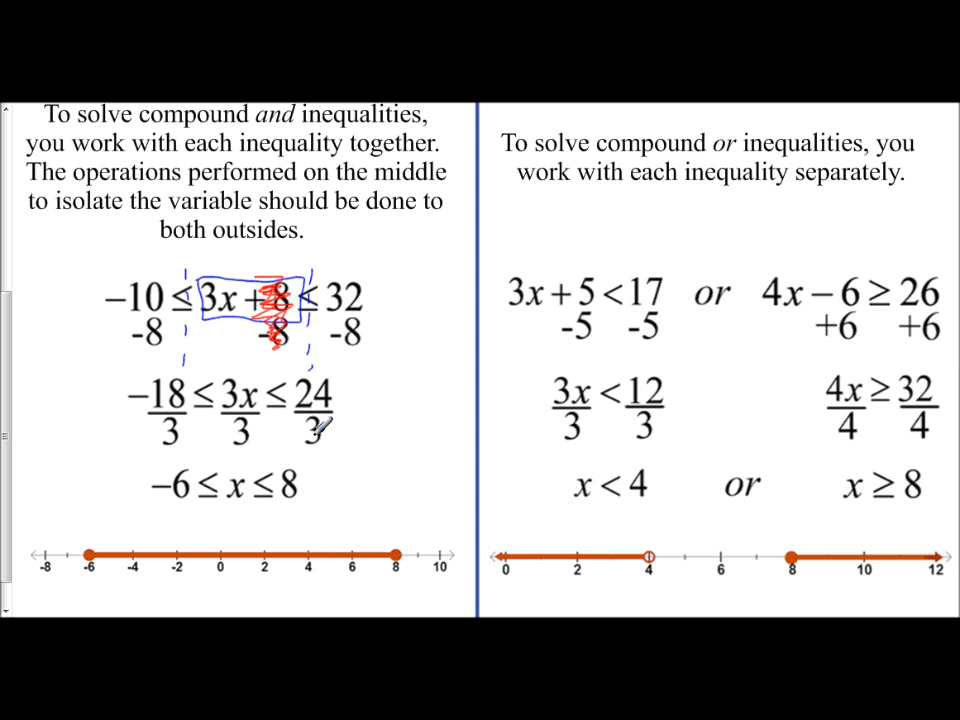 To solve compound and inequalities,
you work with each inequality together.
The operations performed on the middle
to isolate the variable should be done to
both outsides.
−10 ≤ 3x + 8 ≤ 32
-8 -8 -8
−18 ≤ 3x ≤ 24
3 3 3
−6 ≤ x ≤ 8
-8 -6 -4 -2 0 2 4 6 8 10
To solve compound or inequalities, you
work with each inequality separately.
3x + 5 < 17 or 4x − 6 ≥ 26
-5 -5 +6 +6
3x < 12 4x ≥ 32
3 3 4 4
x < 4 or x ≥ 8
0 2 4 6 8 10 12